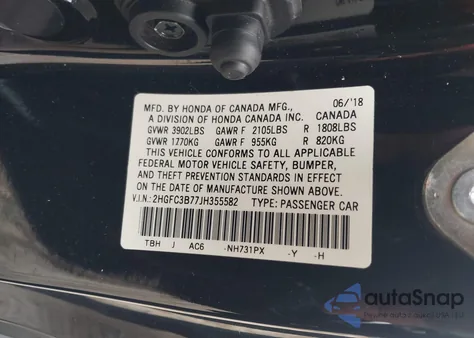 MFD. BY HONDA OF CANADA MFG., 06/'18
A DIVISION OF HONDA CANADA INC. CANADA
GVWR 3902LBS GAWR F 2105LBS R 1808LBS
GVWR 1770KG GAWR F 955KG R 820KG
THIS VEHICLE CONFORMS TO ALL APPLICABLE
FEDERAL MOTOR VEHICLE SAFETY, BUMPER,
AND THEFT PREVENTION STANDARDS IN EFFECT
ON THE DATE OF MANUFACTURE SHOWN ABOVE.
V.I.N.: 2HGFC3B77JH355582 TYPE: PASSENGER CAR
TBH J AC6 -NH731PX -Y -H
autoSnap